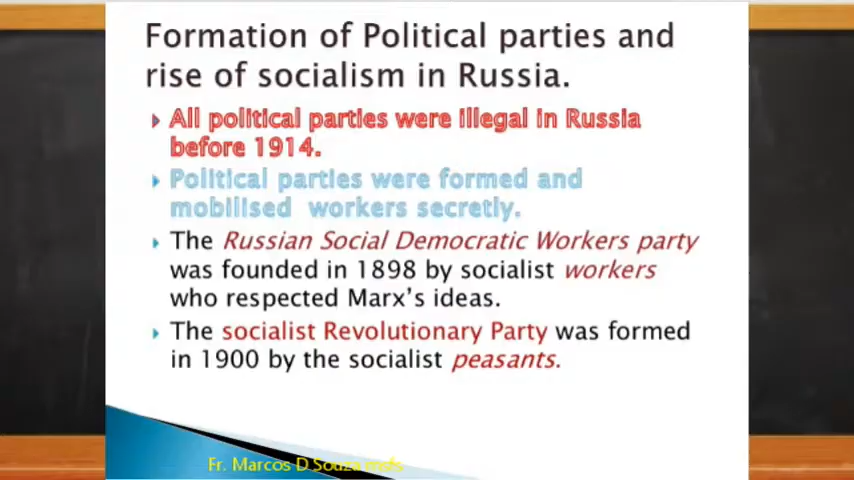 Formation of Political parties and
rise of socialism in Russia.
All political parties were illegal in Russia
before 1914.
Political parties were formed and
mobilised workers secretly.
The Russian Social Democratic Workers party
was founded in 1898 by socialist workers
who respected Marx's ideas.
The socialist Revolutionary Party was formed
in 1900 by the socialist peasants.
Fr. Marcos D Souza msfs